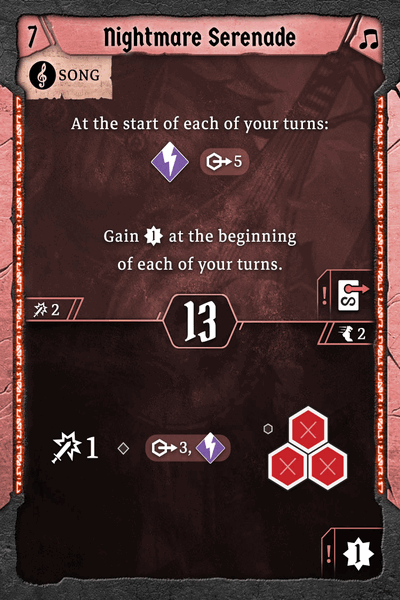 7 Nightmare Serenade
SONG
At the start of each of your turns:
5
Gain 1 at the beginning
of each of your turns.
!
2
13
2
1
3,
! 1